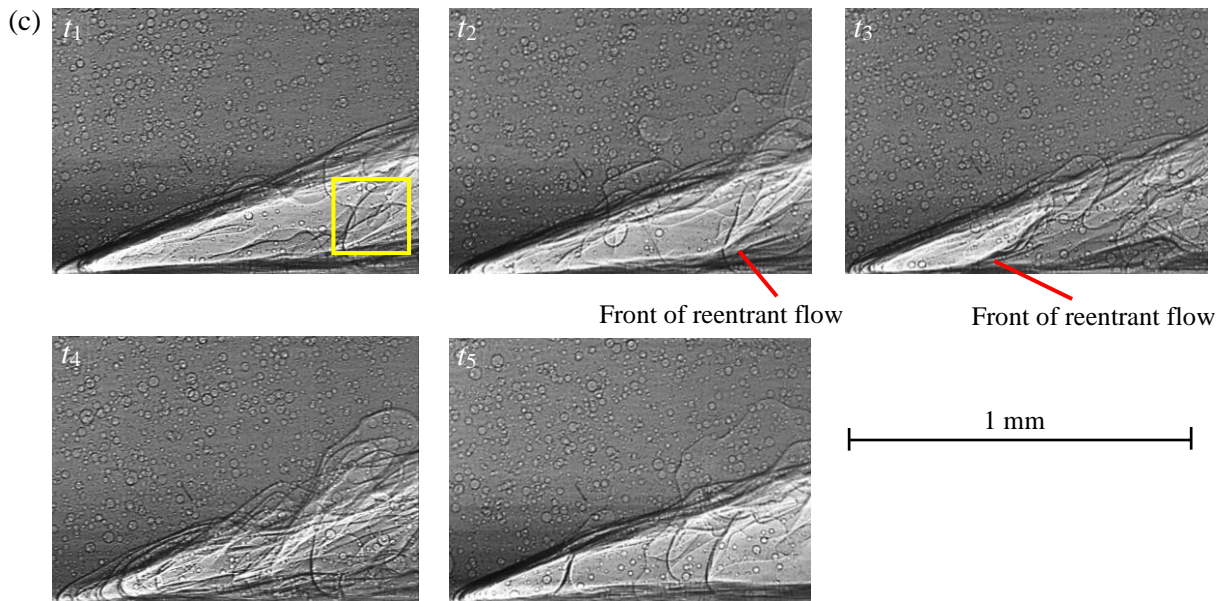 (c)
t1
t2
t3
Front of reentrant flow
Front of reentrant flow
t4
t5
1 mm